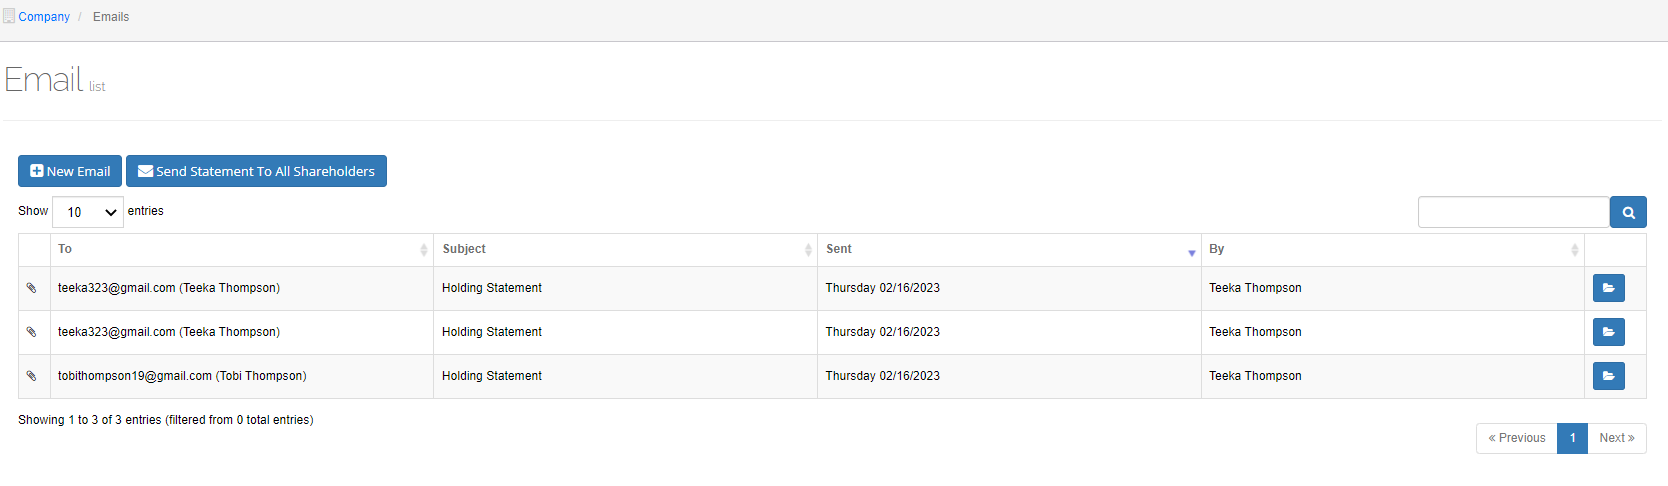 Company / Emails
Email list
New Email Send Statement To All Shareholders
Show 10 entries
To Subject Sent By
teeka323@gmail.com (Teeka Thompson) Holding Statement Thursday 02/16/2023 Teeka Thompson
teeka323@gmail.com (Teeka Thompson) Holding Statement Thursday 02/16/2023 Teeka Thompson
tobithompson19@gmail.com (Tobi Thompson) Holding Statement Thursday 02/16/2023 Teeka Thompson
Showing 1 to 3 of 3 entries (filtered from 0 total entries)
« Previous 1 Next »